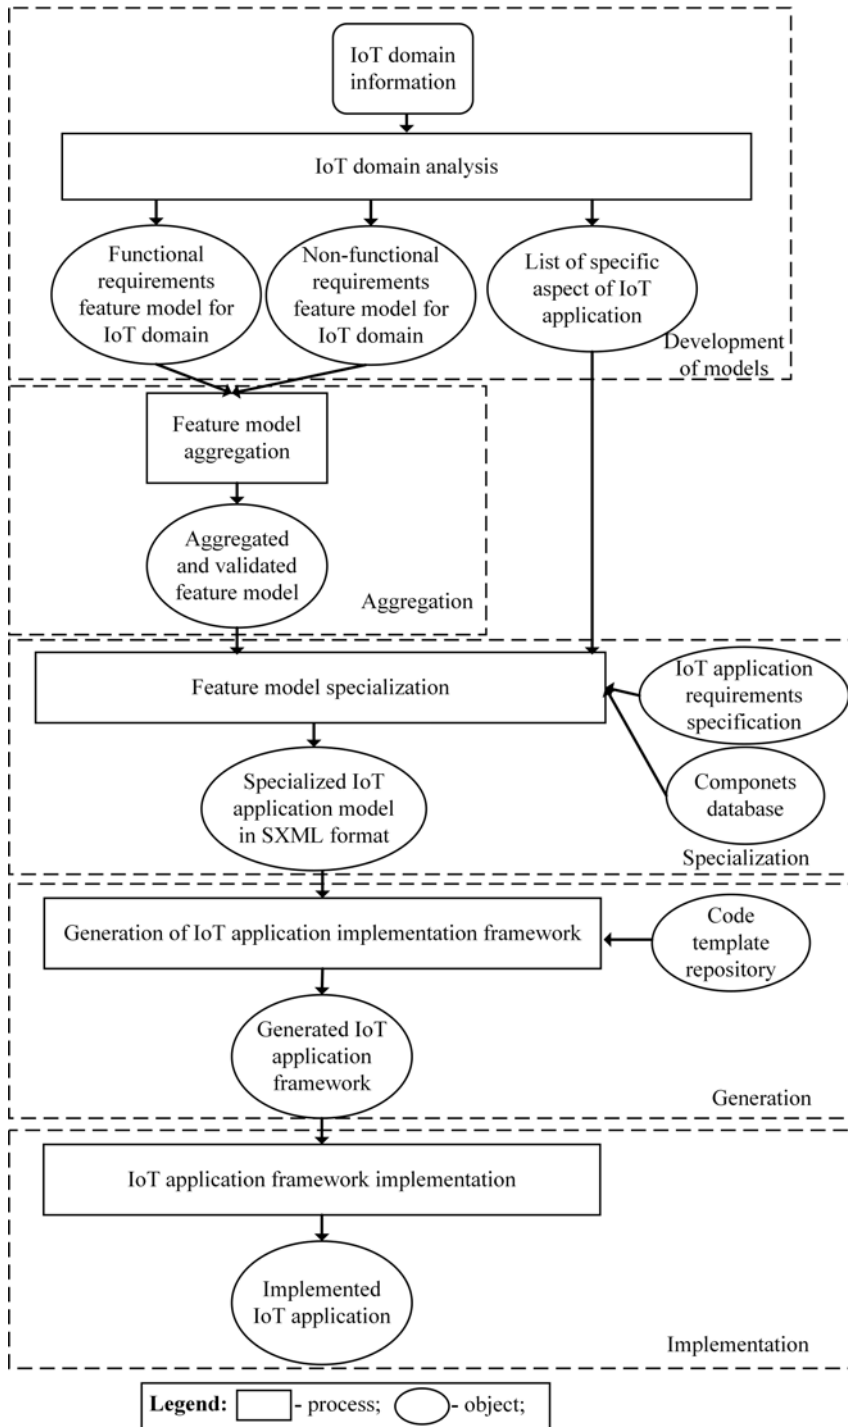 IoT domain
information
IoT domain analysis
Functional
requirements
feature model for
IoT domain
Non-functional
requirements
feature model for
IoT domain
List of specific
aspect of IoT
application
Development
of models
Feature model
aggregation
Aggregated
and validated
feature model
Aggregation
Feature model specialization
IoT application
requirements
specification
Specialized IoT
application model
in SXML format
Componets
database
Specialization
Generation of IoT application implementation framework
Code
template
repository
Generated IoT
application
framework
Generation
IoT application framework implementation
Implemented
IoT application
Implementation
Legend: - process; - object;